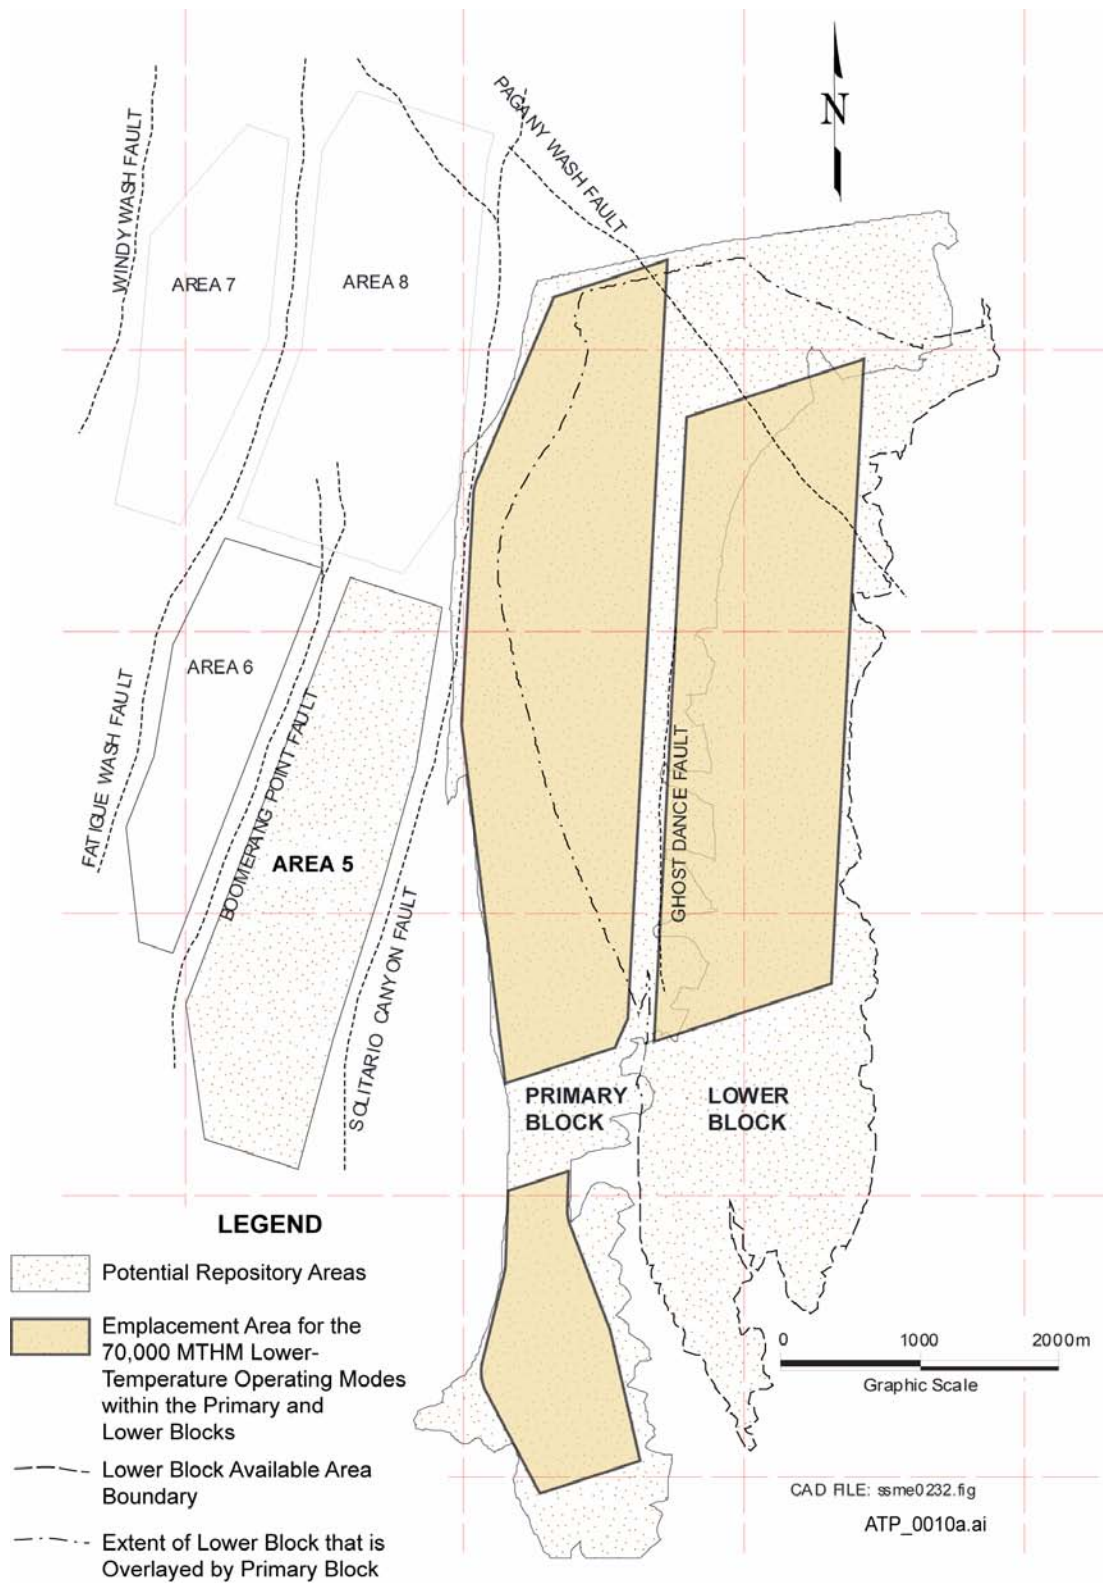 N
PAGANY WASH FAULT
WINDY WASH FAULT
AREA 7
AREA 8
AREA 6
FATIGUE WASH FAULT
BOOMERANG POINT FAULT
AREA 5
SOLITARIO CANYON FAULT
GHOST DANCE FAULT
PRIMARY
BLOCK
LOWER
BLOCK
LEGEND
Potential Repository Areas
Emplacement Area for the
70,000 MTHM Lower-
Temperature Operating Modes
within the Primary and
Lower Blocks
Lower Block Available Area
Boundary
Extent of Lower Block that is
Overlayed by Primary Block
0 1000 2000m
Graphic Scale
CAD FILE: ssme0232.fig
ATP_0010a.ai